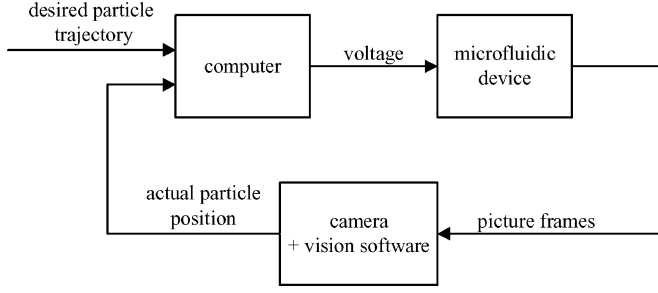 desired particle
trajectory
computer
voltage
microfluidic
device
actual particle
position
camera
+ vision software
picture frames